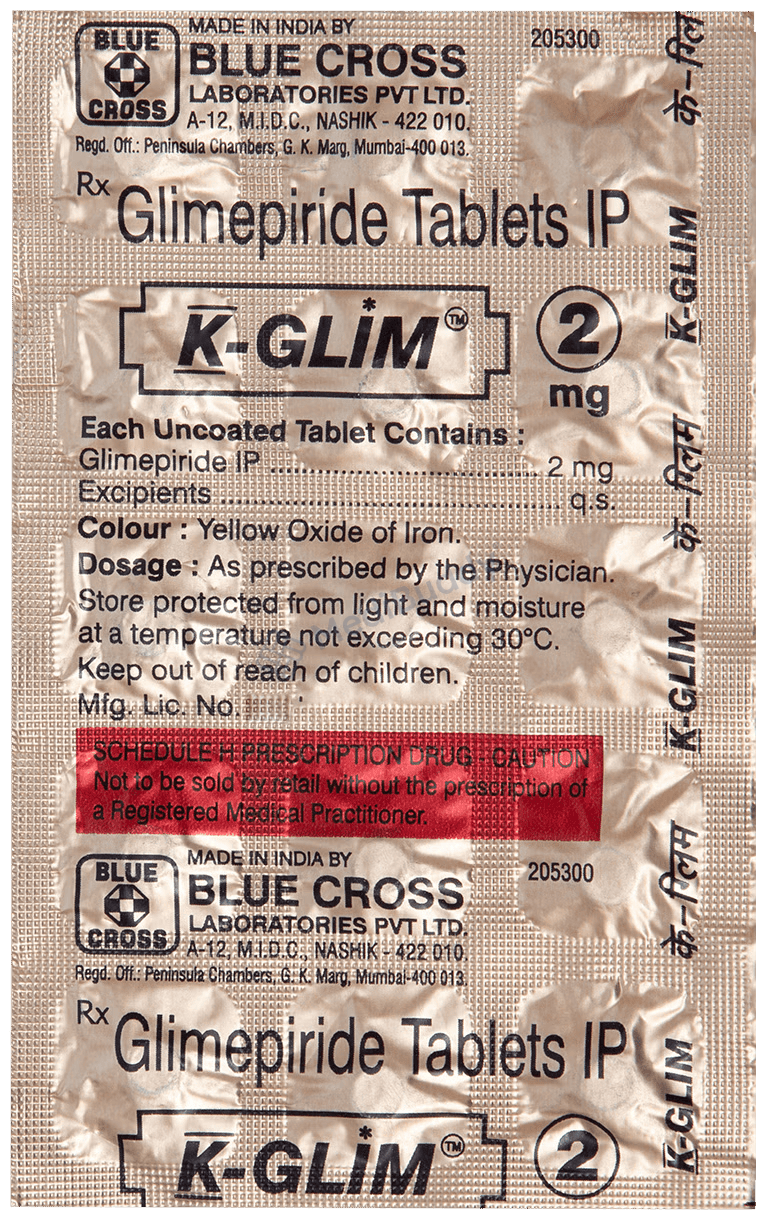 BLUE
CROSS
MADE IN INDIA BY
BLUE CROSS
LABORATORIES PVT LTD.
A-12, M.I.D.C., NASHIK - 422 010.
Regd. Off.: Peninsula Chambers, G. K. Marg, Mumbai-400 013.
205300
Rx
Glimepiride Tablets IP
K-GLiM™
2
mg
Each Uncoated Tablet Contains :
Glimepiride IP ................................... 2 mg
Excipients ........................................... q.s.
Colour : Yellow Oxide of Iron.
Dosage : As prescribed by the Physician.
Store protected from light and moisture
at a temperature not exceeding 30°C.
Keep out of reach of children.
Mfg. Lic. No.
SCHEDULE H PRESCRIPTION DRUG - CAUTION
Not to be sold by retail without the prescription of
a Registered Medical Practitioner.
BLUE
CROSS
MADE IN INDIA BY
BLUE CROSS
LABORATORIES PVT LTD.
A-12, M.I.D.C., NASHIK - 422 010.
Regd. Off.: Peninsula Chambers, G. K. Marg, Mumbai-400 013.
205300
Rx
Glimepiride Tablets IP
K-GLiM™
2
के-ग्लि
K-GLIM
के-ग्लिम
K-GLIM
के-ग्लिम
K-GLIM